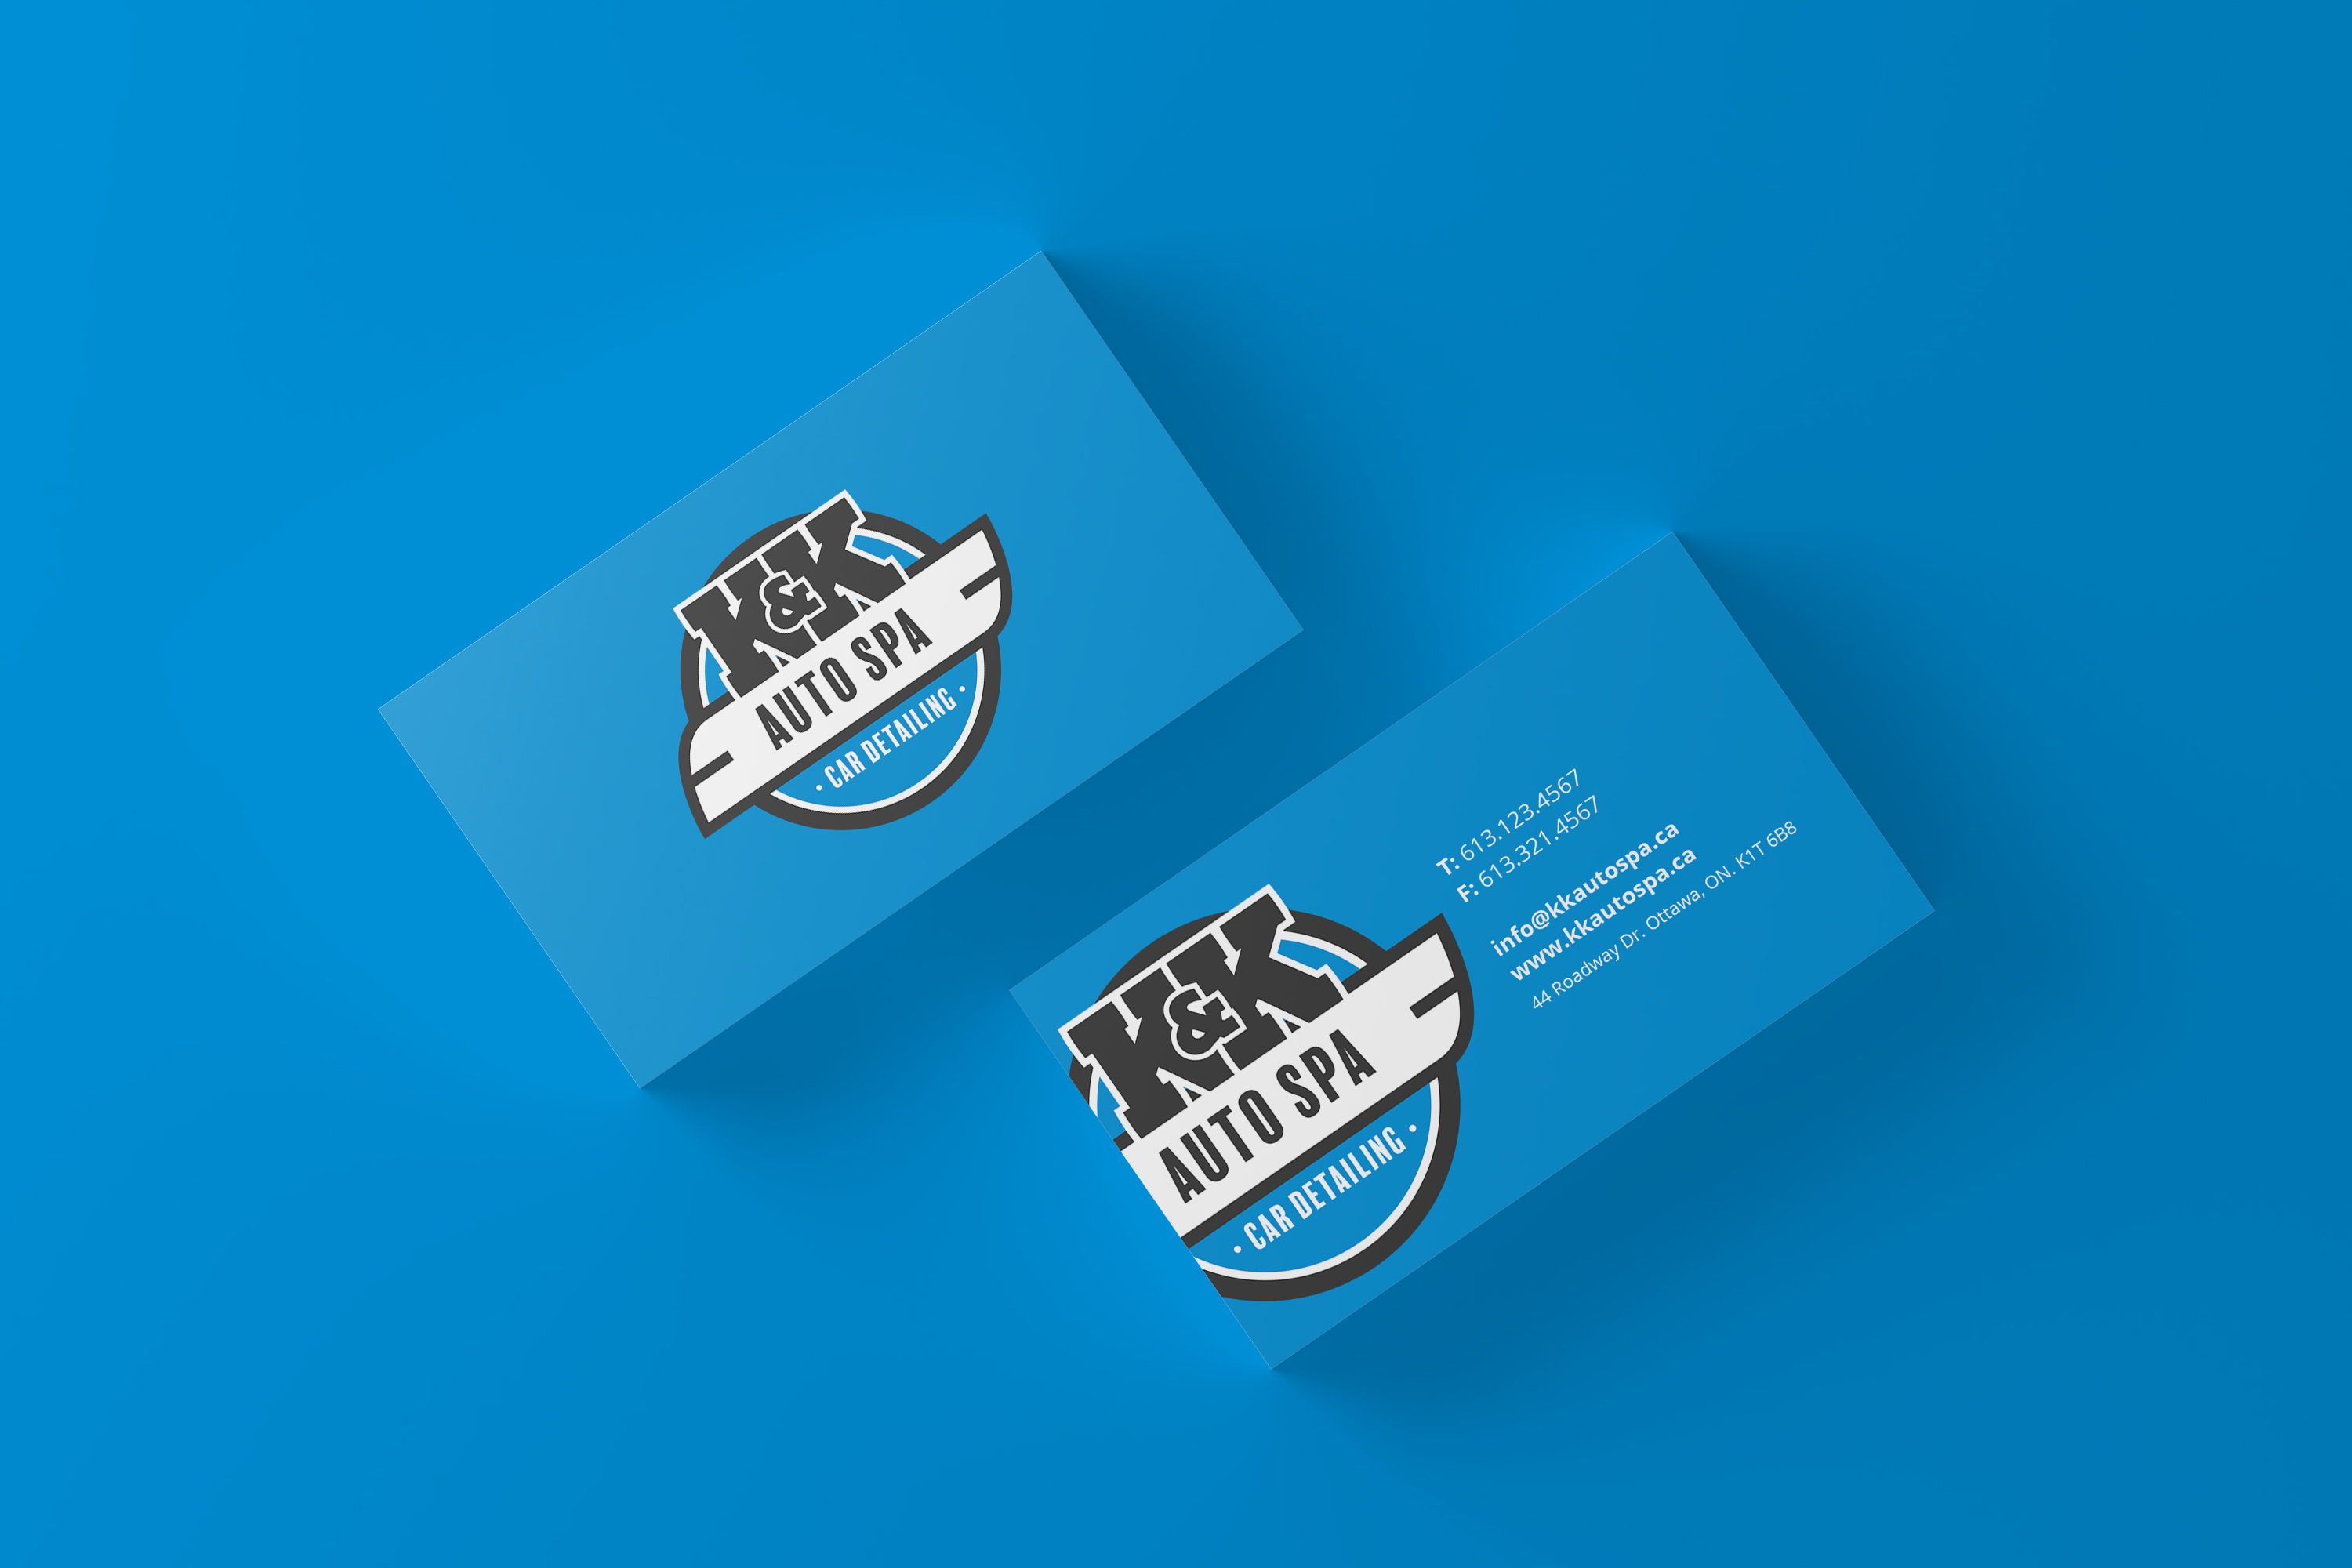 K&K
AUTO SPA
• CAR DETAILING •
K&K
AUTO SPA
• CAR DETAILING •
T: 613.123.4567
F: 613.321.4567
info@kkautospa.ca
www.kkautospa.ca
44 Roadway Dr. Ottawa, ON. K1T 6B8